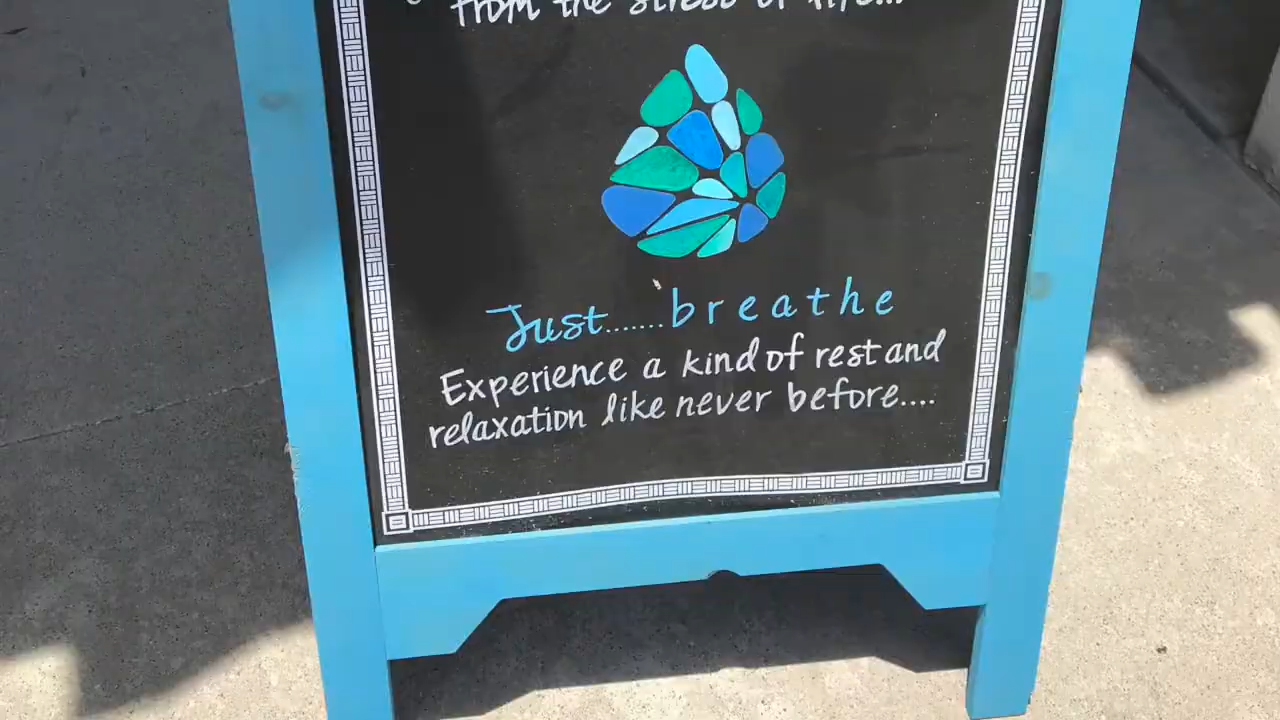 from the stress of life...
Just.......breathe
Experience a kind of rest and
relaxation like never before....